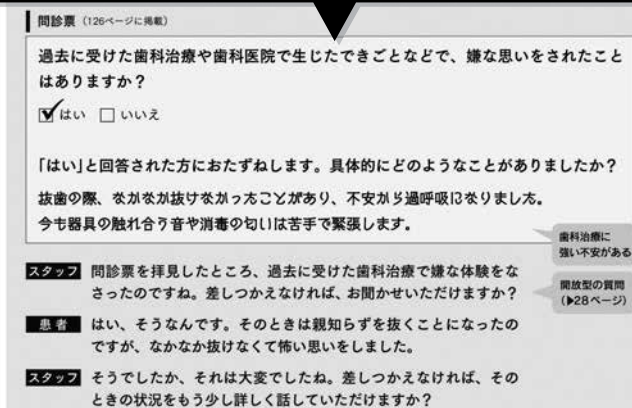 問診票（126ページに掲載）
過去に受けた歯科治療や歯科医院で生じたできごとなどで、嫌な思いをされたこと
はありますか？
☑はい □いいえ
「はい」と回答された方におたずねします。具体的にどのようなことがありましたか？
抜歯の際、なかなか抜けなかったことがあり、不安から過呼吸になりました。
今も器具の触れ合う音や消毒の匂いは苦手で緊張します。
歯科治療に
強い不安がある
スタッフ 問診票を拝見したところ、過去に受けた歯科治療で嫌な体験をな
さったのですね。差しつかえなければ、お聞かせいただけますか？
開放型の質問
（▶28ページ）
患者 はい、そうなんです。そのときは親知らずを抜くことになったの
ですが、なかなか抜けなくて怖い思いをしました。
スタッフ そうでしたか、それは大変でしたね。差しつかえなければ、その
ときの状況をもう少し詳しく話していただけますか？